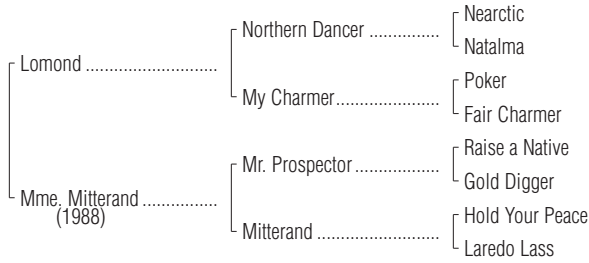 Nearctic
Northern Dancer ................
Natalma
Lomond ..............................
Poker
My Charmer........................
Fair Charmer
Raise a Native
Mr. Prospector....................
Gold Digger
Mme. Mitterand .................
(1988)
Hold Your Peace
Mitterand ............................
Laredo Lass